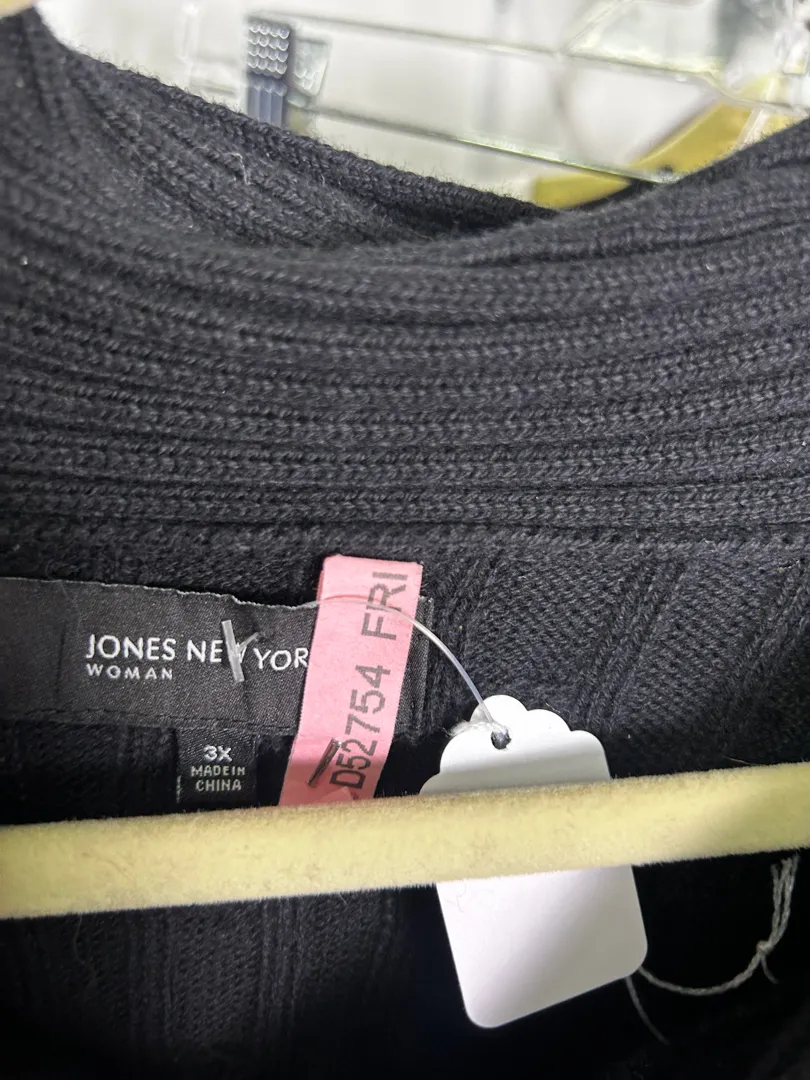 JONES NEW YOR
WOMAN
3X
MADE IN
CHINA
D52754 FRI